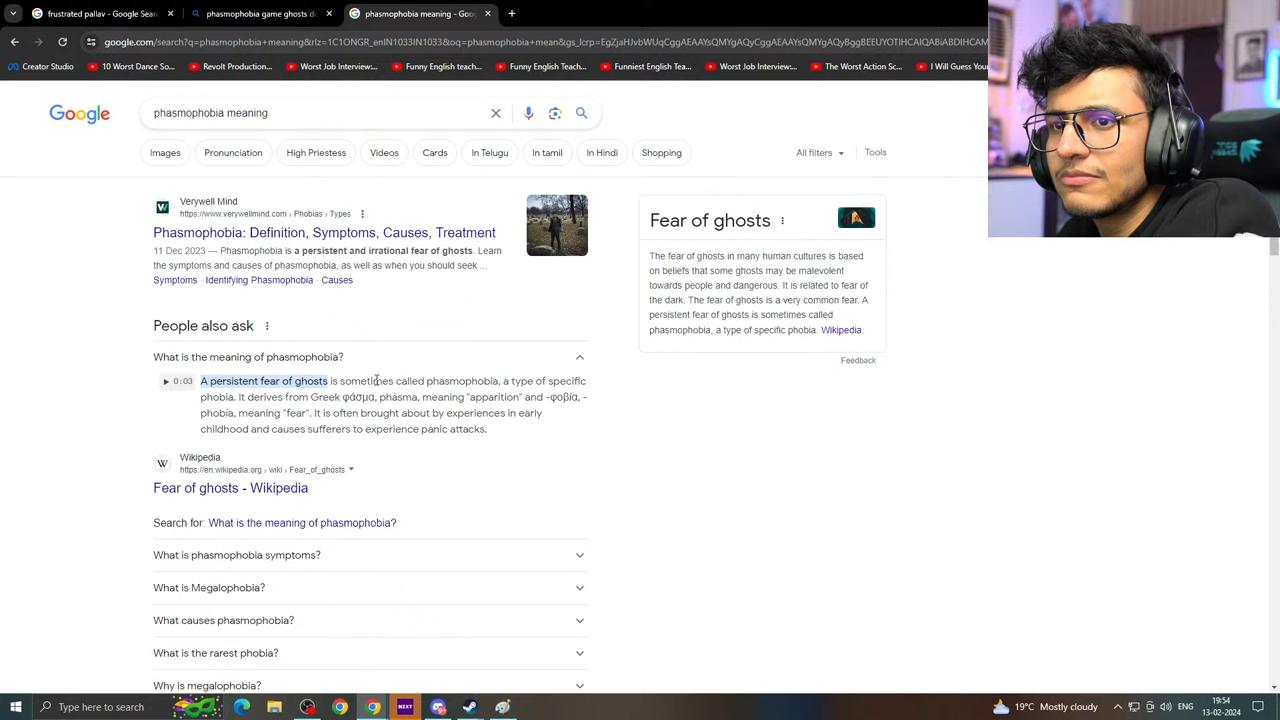 frustrated pallav - Google Sear
phasmophobia game ghosts d
phasmophobia meaning - Goog
google.com/search?q=phasmophobia+meaning&rlz=1C1ONGR_enIN1033IN1033&oq=phasmophobia+mean&gs_lcrp=
Creator Studio
10 Worst Dance So...
Revolt Production...
Worst Job Interview:...
Funny English Teac...
Funny English Teac...
Funniest English Tea...
Worst Job Interview...
The Worst Action Sc...
I Will Guess Your
Google
phasmophobia meaning
Images
Pronunciation
High Priestess
Videos
Cards
In Telugu
In tamil
In Hindi
Shopping
All filters
Tools
Verywell Mind
https://www.verywellmind.com › Phobias › Types
Phasmophobia: Definition, Symptoms, Causes, Treatment
11 Dec 2023 — Phasmophobia is a persistent and irrational fear of ghosts. Learn
the symptoms and causes of phasmophobia, as well as when you should seek ...
Symptoms · Identifying Phasmophobia · Causes
People also ask
What is the meaning of phasmophobia?
0:03
A persistent fear of ghosts is sometimes called phasmophobia, a type of specific
phobia. It derives from Greek φάσμα, phásma, meaning "apparition" and -φοβία, -
phobia, meaning "fear". It is often brought about by experiences in early
childhood and causes sufferers to experience panic attacks.
W
Wikipedia
https://en.wikipedia.org › wiki › Fear_of_ghosts
Fear of ghosts - Wikipedia
Search for: What is the meaning of phasmophobia?
What is phasmophobia symptoms?
What is Megalophobia?
What causes phasmophobia?
What is the rarest phobia?
Why is megalophobia?
Fear of ghosts
The fear of ghosts in many human cultures is based
on beliefs that some ghosts may be malevolent
towards people and dangerous. It is related to fear of
the dark. The fear of ghosts is a very common fear. A
persistent fear of ghosts is sometimes called
phasmophobia, a type of specific phobia. Wikipedia
Feedback
Type here to search
NIXT
19°C Mostly cloudy
ENG
19:54
13-02-2024